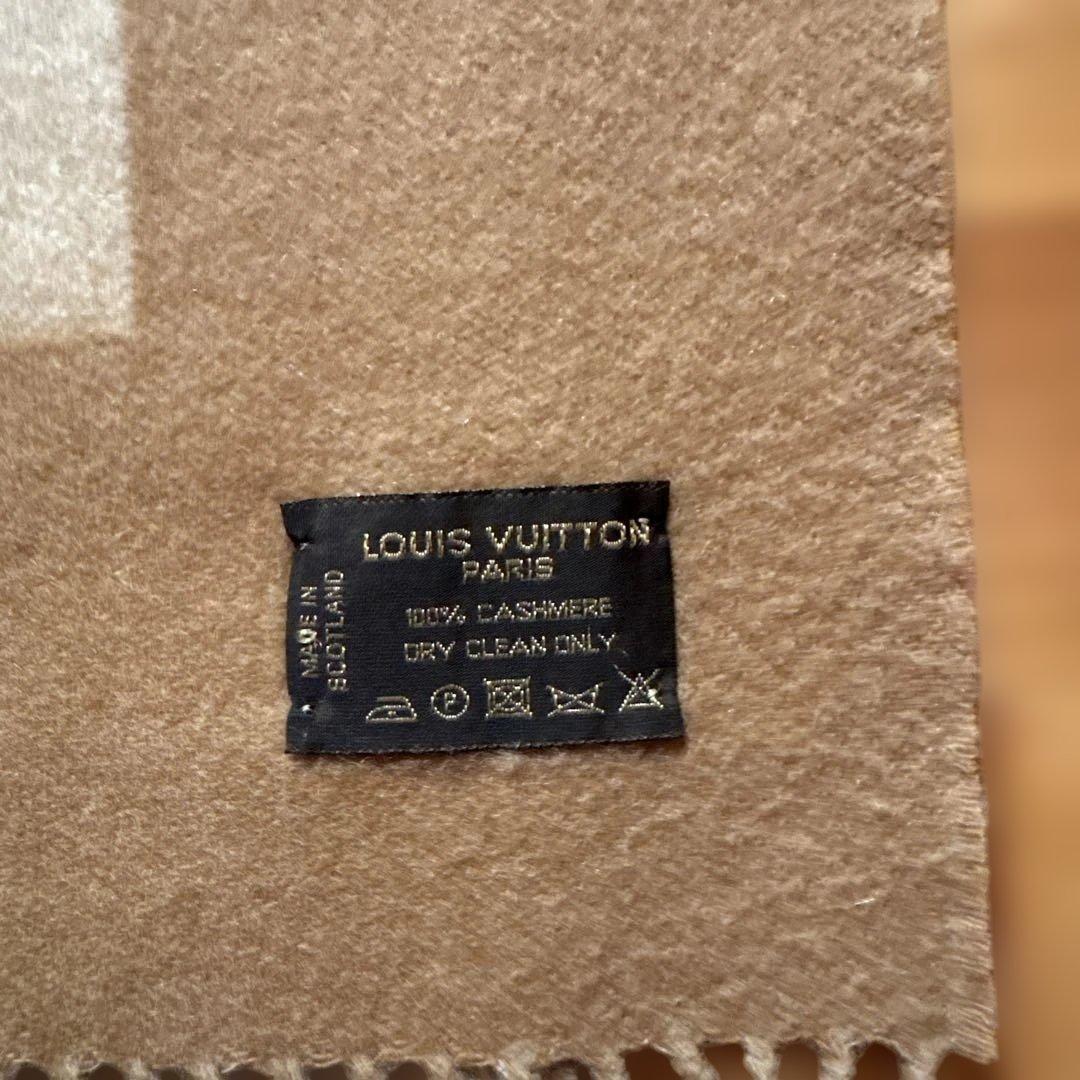 LOUIS VUITTON
PARIS
100% CASHMERE
DRY CLEAN ONLY
P
MADE IN
SCOTLAND